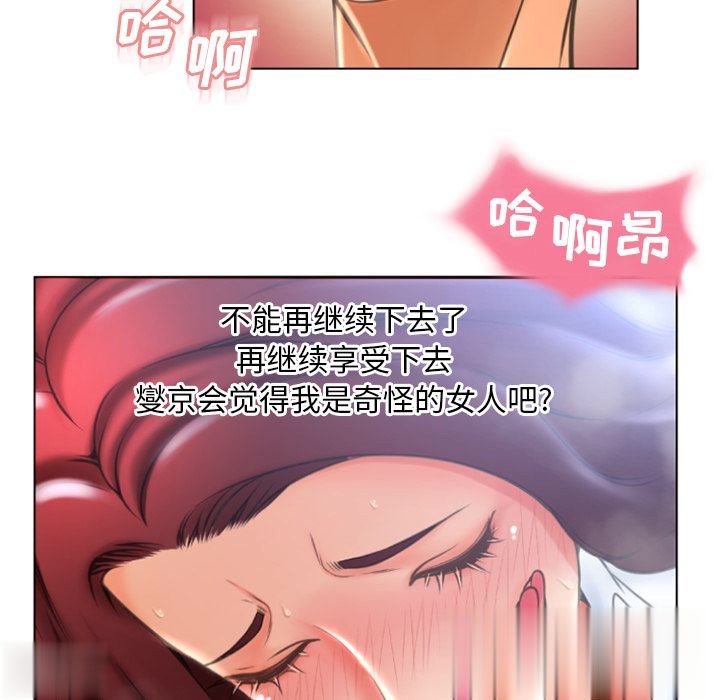 哈啊
哈啊昂
不能再继续下去了
再继续享受下去
燮京会觉得我是奇怪的女人吧?